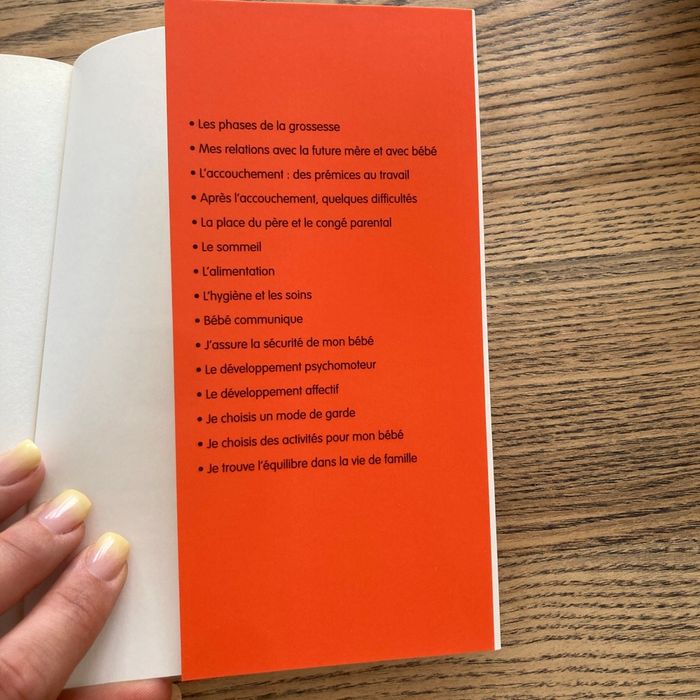 • Les phases de la grossesse
• Mes relations avec la future mère et avec bébé
• L'accouchement : des prémices au travail
• Après l'accouchement, quelques difficultés
• La place du père et le congé parental
• Le sommeil
• L'alimentation
• L'hygiène et les soins
• Bébé communique
• J'assure la sécurité de mon bébé
• Le développement psychomoteur
• Le développement affectif
• Je choisis un mode de garde
• Je choisis des activités pour mon bébé
• Je trouve l'équilibre dans la vie de famille